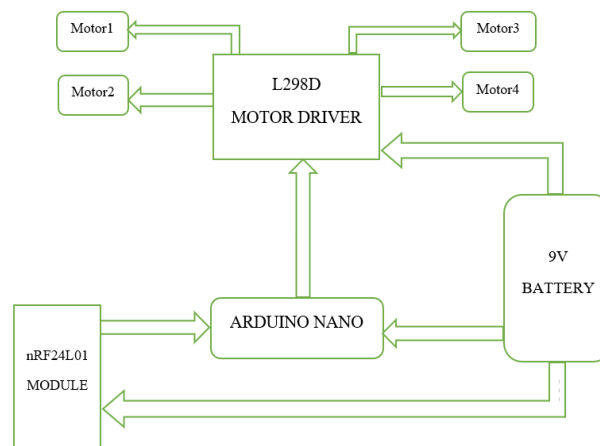 Motor1
Motor3
L298D
MOTOR DRIVER
Motor2
Motor4
9V
BATTERY
ARDUINO NANO
nRF24L01
MODULE